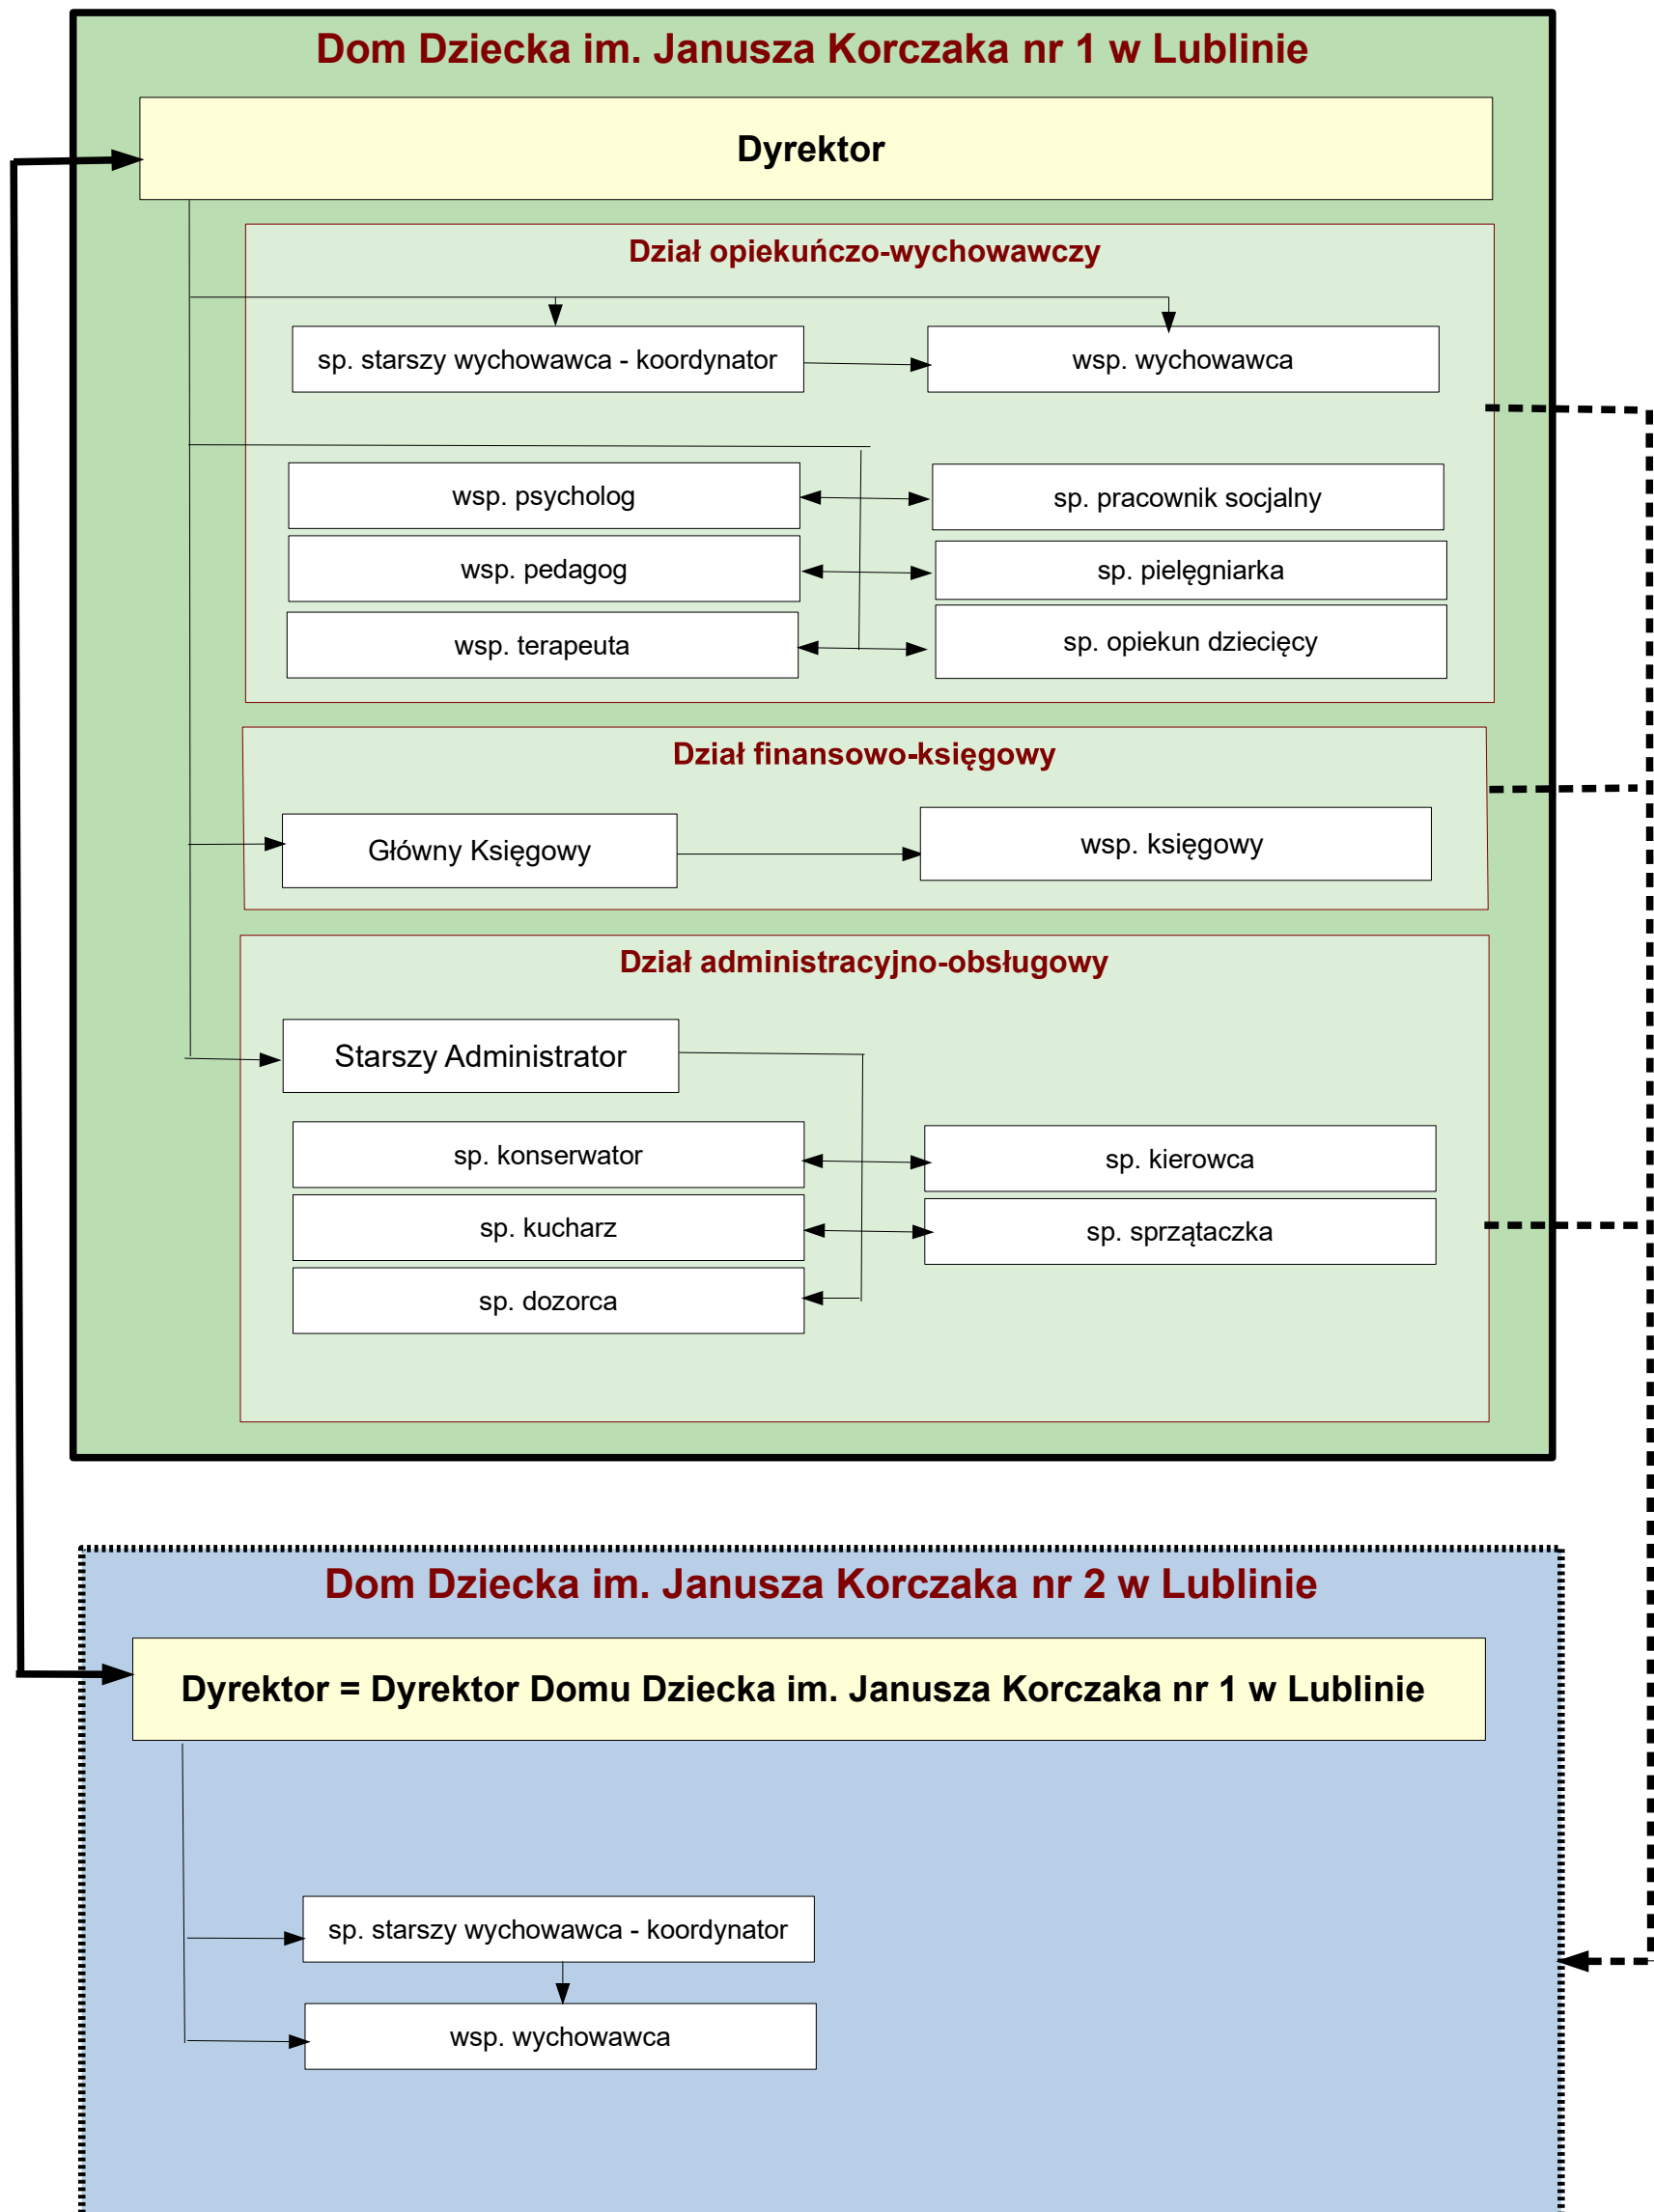 Dom Dziecka im. Janusza Korczaka nr 1 w Lublinie
Dyrektor
Dział opiekuńczo-wychowawczy
sp. starszy wychowawca - koordynator
wsp. wychowawca
wsp. psycholog
sp. pracownik socjalny
wsp. pedagog
sp. pielęgniarka
wsp. terapeuta
sp. opiekun dziecięcy
Dział finansowo-księgowy
Główny Księgowy
wsp. księgowy
Dział administracyjno-obsługowy
Starszy Administrator
sp. konserwator
sp. kierowca
sp. kucharz
sp. sprzątaczka
sp. dozorca
Dom Dziecka im. Janusza Korczaka nr 2 w Lublinie
Dyrektor = Dyrektor Domu Dziecka im. Janusza Korczaka nr 1 w Lublinie
sp. starszy wychowawca - koordynator
wsp. wychowawca